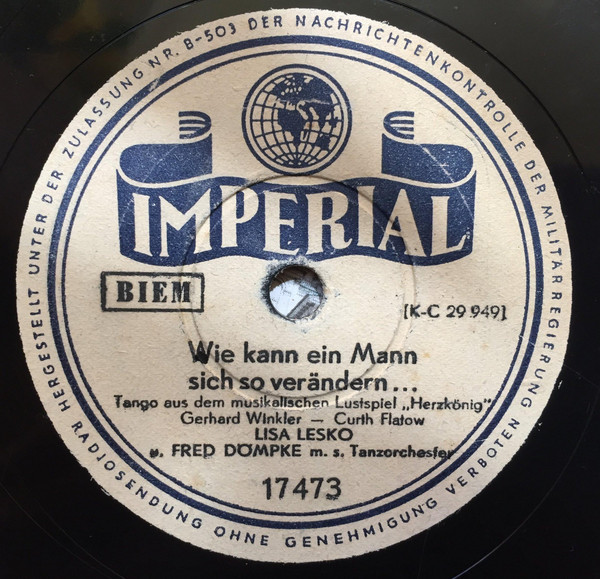 HERGESTELLT UNTER DER ZULASSUNG NR. B-503 DER NACHRICHTENKONTROLLE DER MILITÄRREGIERUNG
IMPERIAL
BIEM
[K-C 29 949]
Wie kann ein Mann
sich so verändern...
Tango aus dem musikalischen Lustspiel „Herzkönig"
Gerhard Winkler — Curth Flatow
LISA LESKO
u. FRED DÖMPKE m. s. Tanzorchester
17473
RADIOSENDUNG OHNE GENEHMIGUNG VERBOTEN